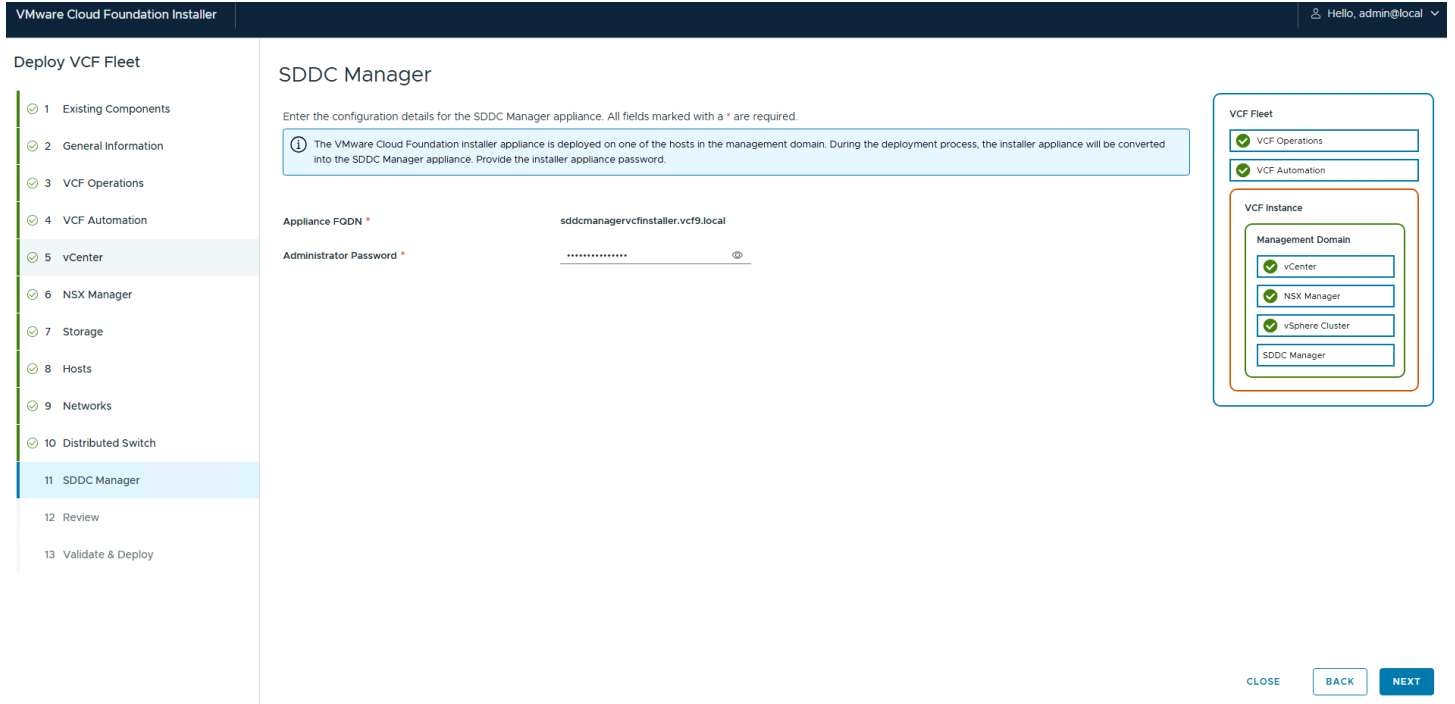 VMware Cloud Foundation Installer
Hello, admin@local
Deploy VCF Fleet
1 Existing Components
2 General Information
3 VCF Operations
4 VCF Automation
5 vCenter
6 NSX Manager
7 Storage
8 Hosts
9 Networks
10 Distributed Switch
11 SDDC Manager
12 Review
13 Validate & Deploy
SDDC Manager
Enter the configuration details for the SDDC Manager appliance. All fields marked with a * are required.
The VMware Cloud Foundation installer appliance is deployed on one of the hosts in the management domain. During the deployment process, the installer appliance will be converted
into the SDDC Manager appliance. Provide the installer appliance password.
Appliance FQDN * sddcmanagervcfinstaller.vcf9.local
Administrator Password * •••••••••••••••
VCF Fleet
VCF Operations
VCF Automation
VCF Instance
Management Domain
vCenter
NSX Manager
vSphere Cluster
SDDC Manager
CLOSE
BACK
NEXT